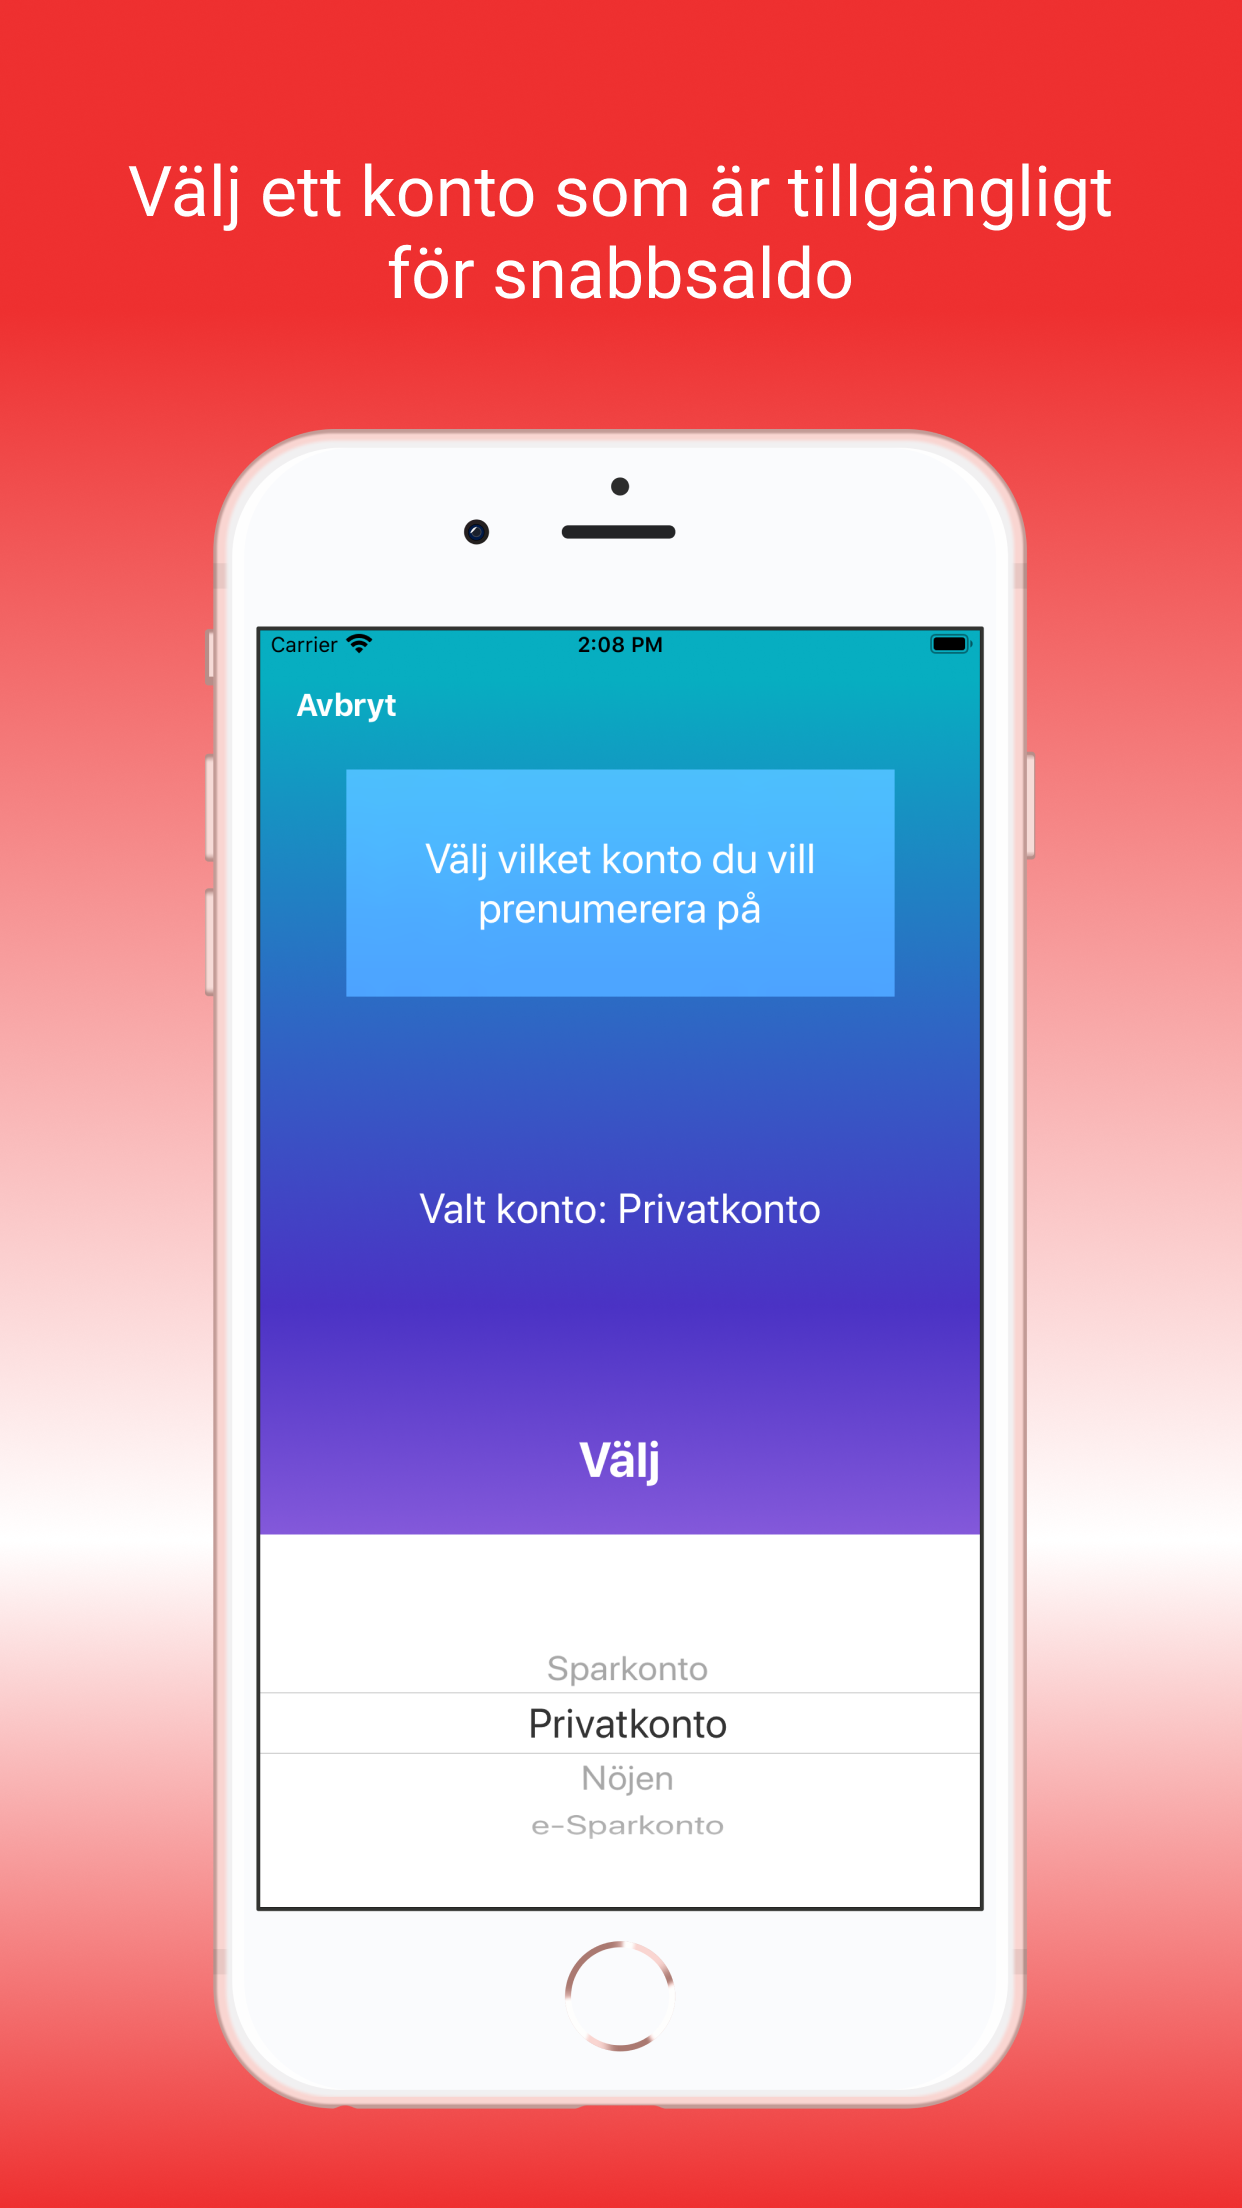 Välj ett konto som är tillgängligt
för snabbsaldo
Carrier
2:08 PM
Avbryt
Välj vilket konto du vill
prenumerera på
Valt konto: Privatkonto
Välj
Sparkonto
Privatkonto
Nöjen
e-Sparkonto